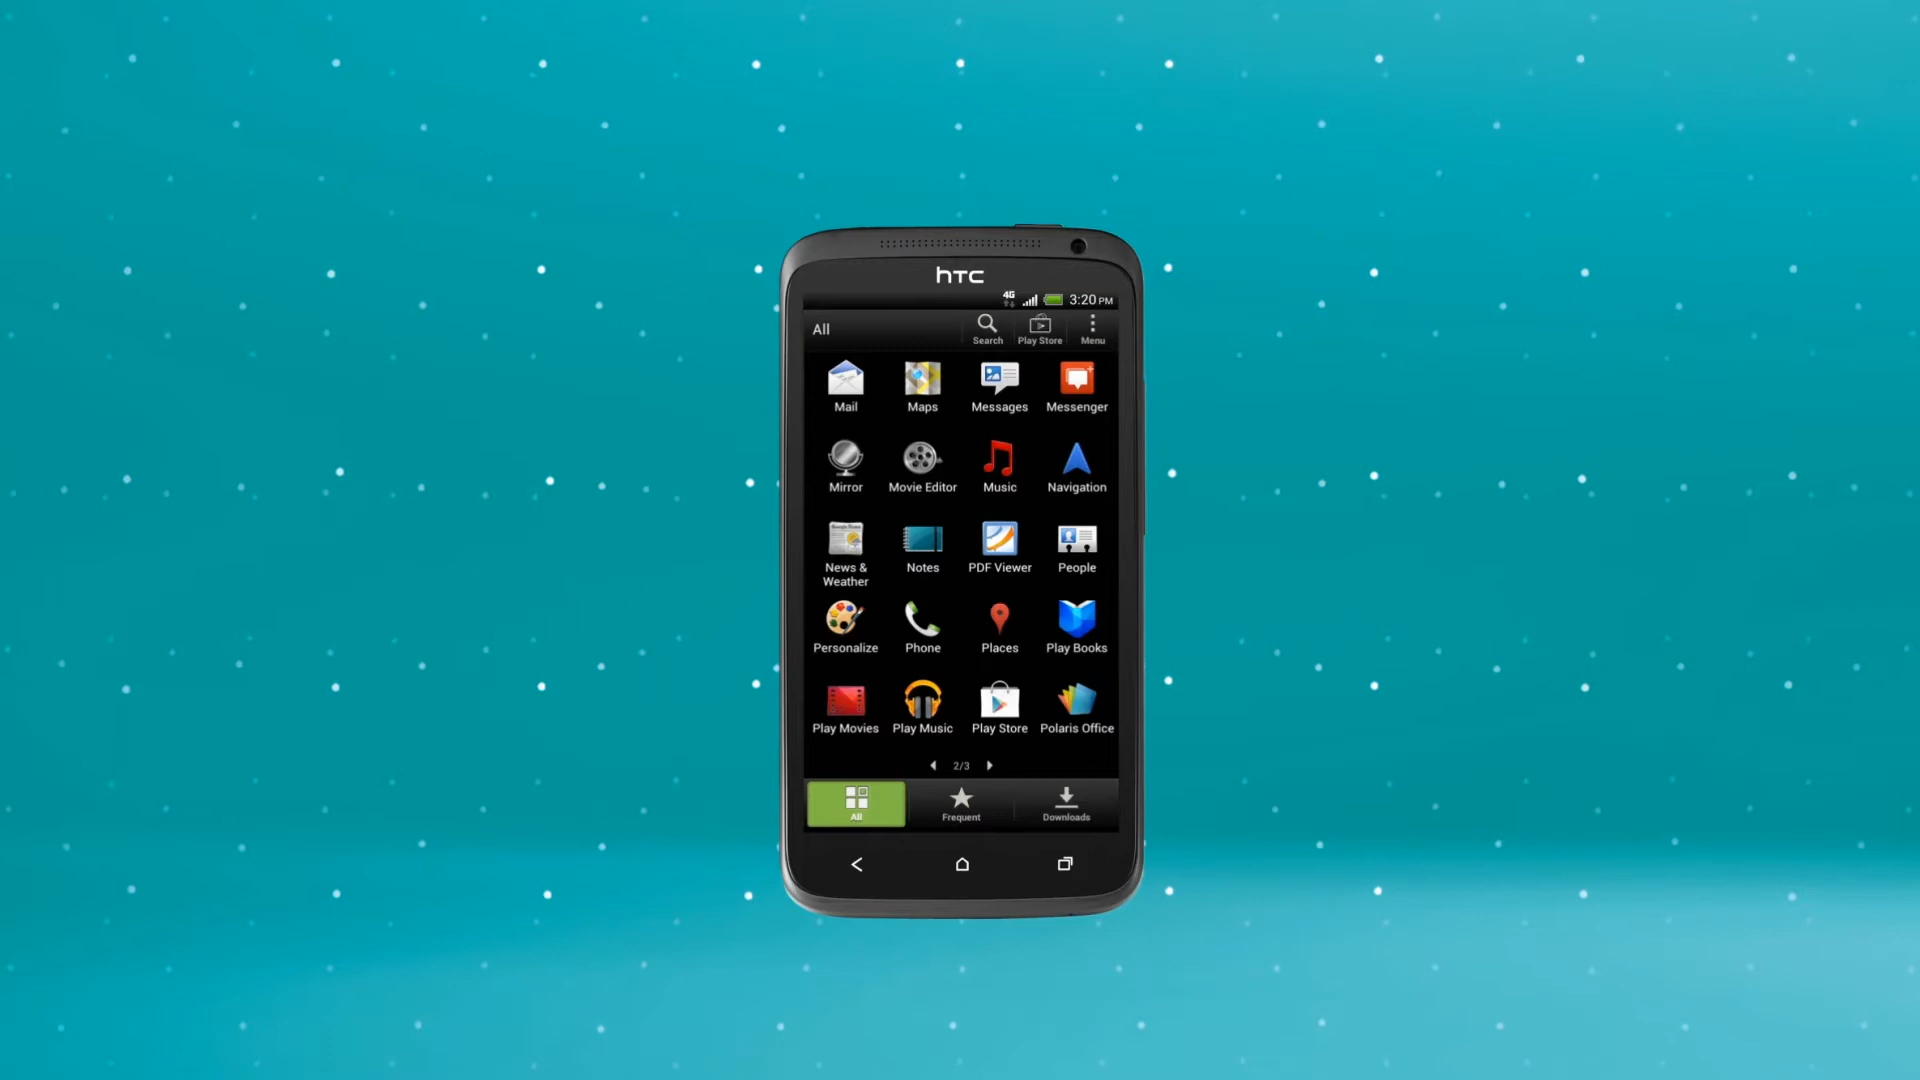 hTC
4G 3:20 PM
All
Search Play Store Menu
Mail Maps Messages Messenger
Mirror Movie Editor Music Navigation
News & Weather Notes PDF Viewer People
Personalize Phone Places Play Books
Play Movies Play Music Play Store Polaris Office
2/3
All Frequent Downloads